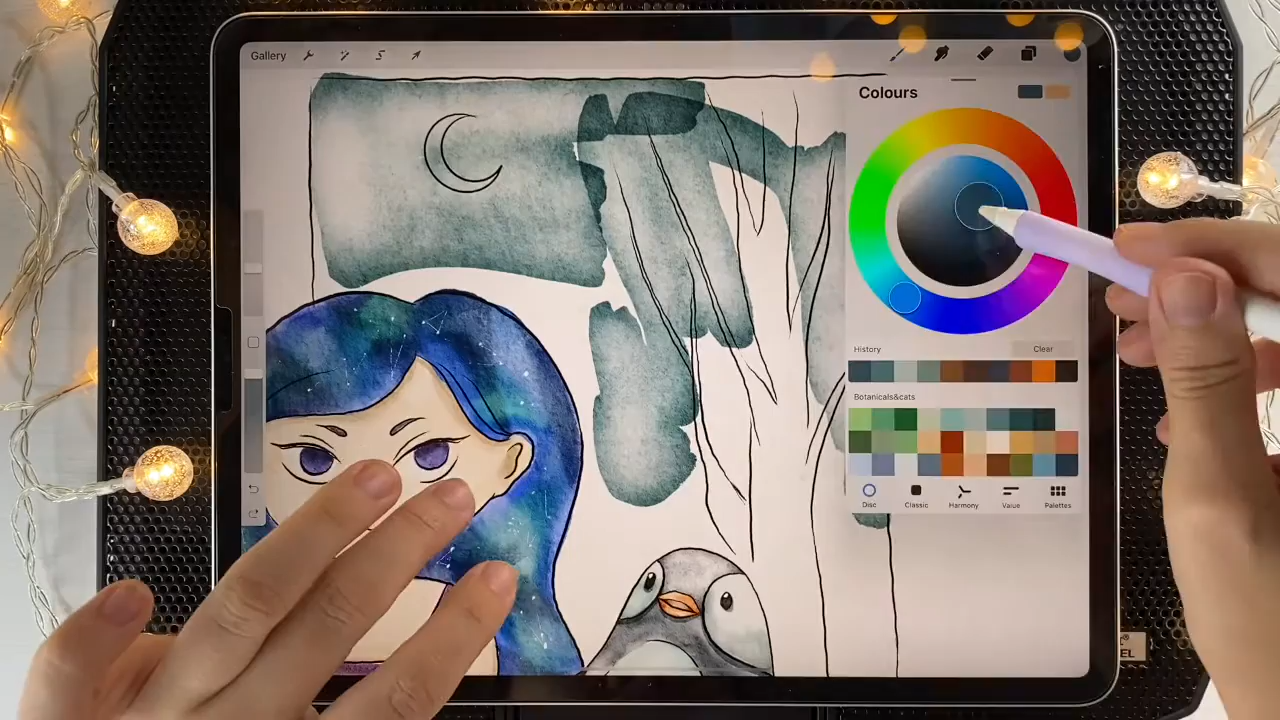 Gallery
Colours
History
Clear
Botanicals&cats
Disc
Classic
Harmony
Value
Palettes